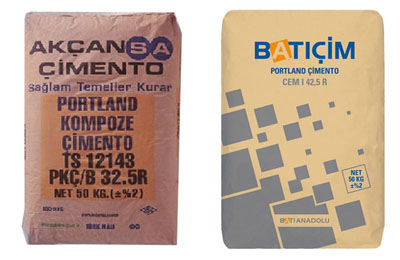 AKÇANSA
ÇİMENTO
Sağlam Temeller Kurar
PORTLAND
KOMPOZE
ÇİMENTO
TS 12143
PKÇ/B 32.5R
NET 50 KG.(±%2)
BATIÇİM
PORTLAND ÇİMENTO
CEM I 42,5 R
NET
50 KG
±%2
BATIANADOLU